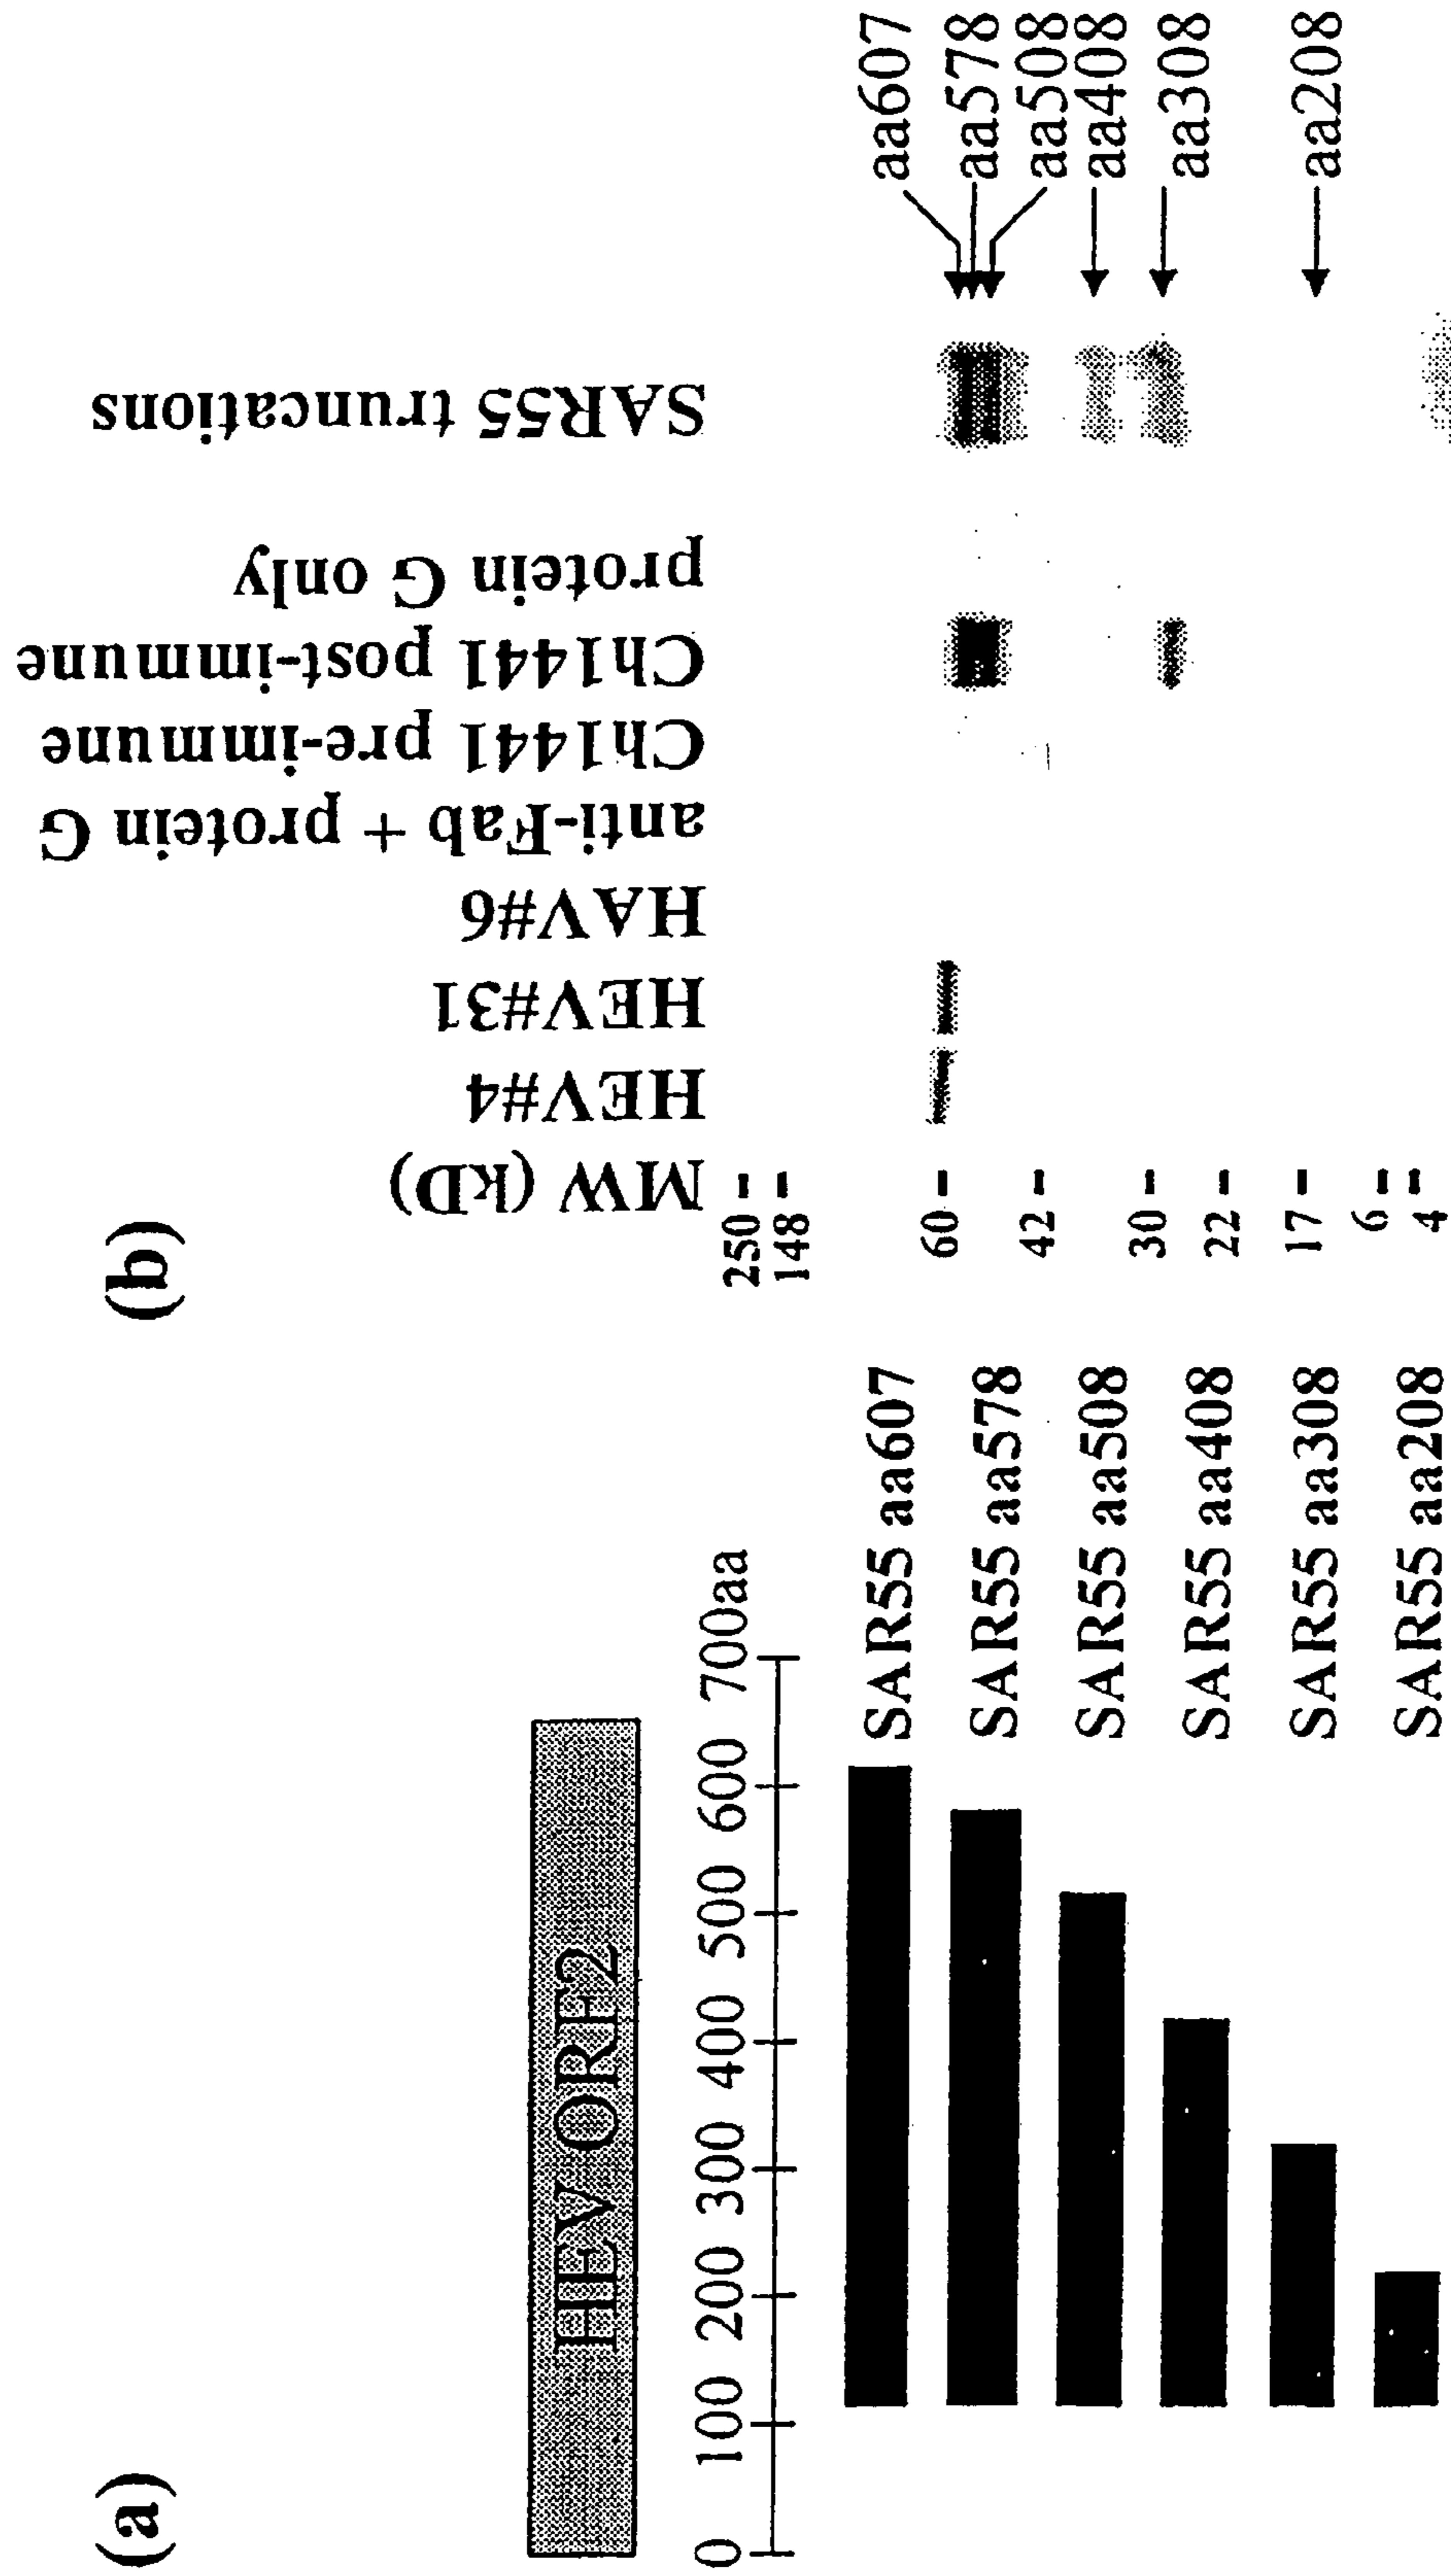 (a)
HEV ORF2
0 100 200 300 400 500 600 700aa
SAR55 aa607
SAR55 aa578
SAR55 aa508
SAR55 aa408
SAR55 aa308
SAR55 aa208
(b)
MW (kD)
HEV#4
HEV#31
HAV#6
anti-Fab + protein G
Ch1441 pre-immune
Ch1441 post-immune
protein G only
SAR55 truncations
250
148
60
42
30
22
17
6
4
aa607
aa578
aa508
aa408
aa308
aa208